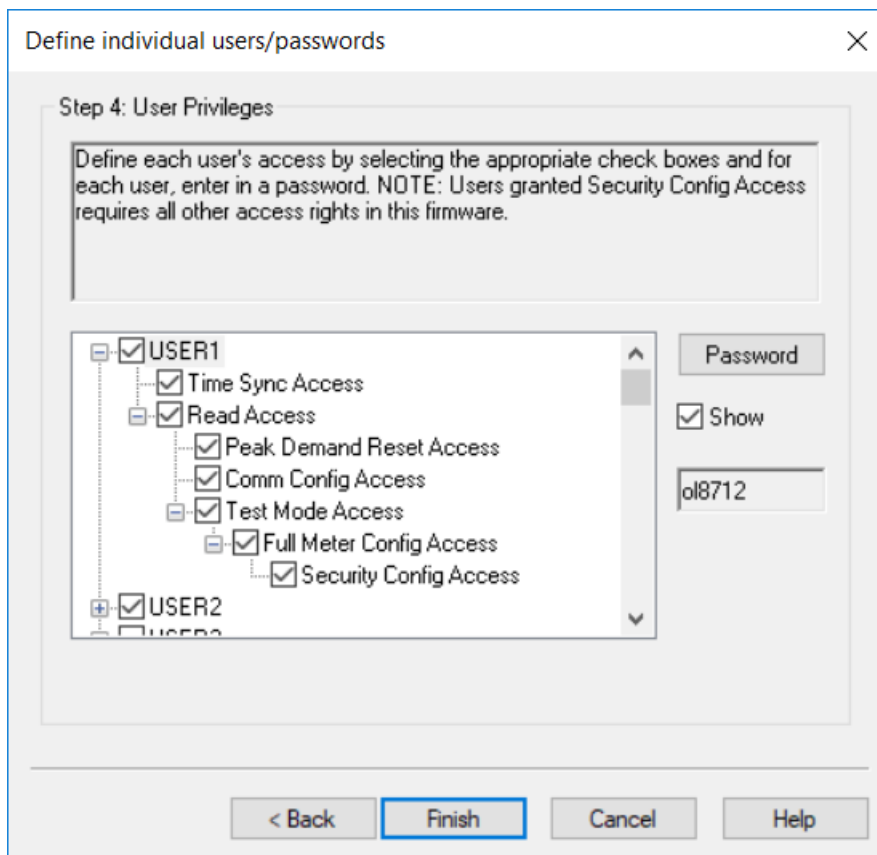 Define individual users/passwords
Step 4: User Privileges
Define each user's access by selecting the appropriate check boxes and for
each user, enter in a password. NOTE: Users granted Security Config Access
requires all other access rights in this firmware.
USER1
Time Sync Access
Read Access
Peak Demand Reset Access
Comm Config Access
Test Mode Access
Full Meter Config Access
Security Config Access
USER2
Password
Show
ol8712
< Back
Finish
Cancel
Help